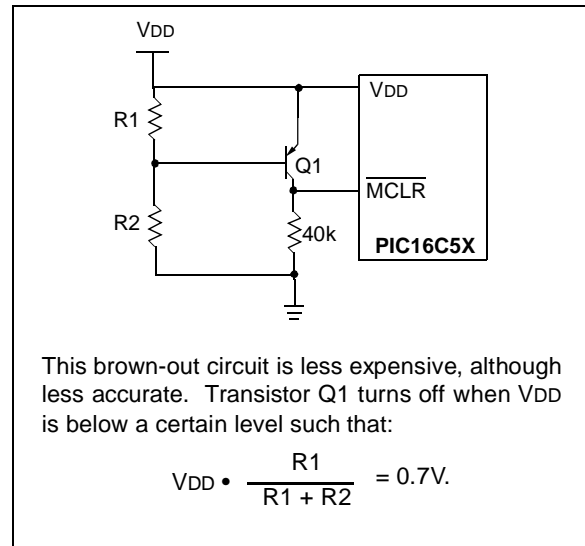 VDD
VDD
R1
Q1
MCLR
R2
40k
PIC16C5X
This brown-out circuit is less expensive, although
less accurate. Transistor Q1 turns off when VDD
is below a certain level such that:
R1
VDD • = 0.7V.
R1 + R2